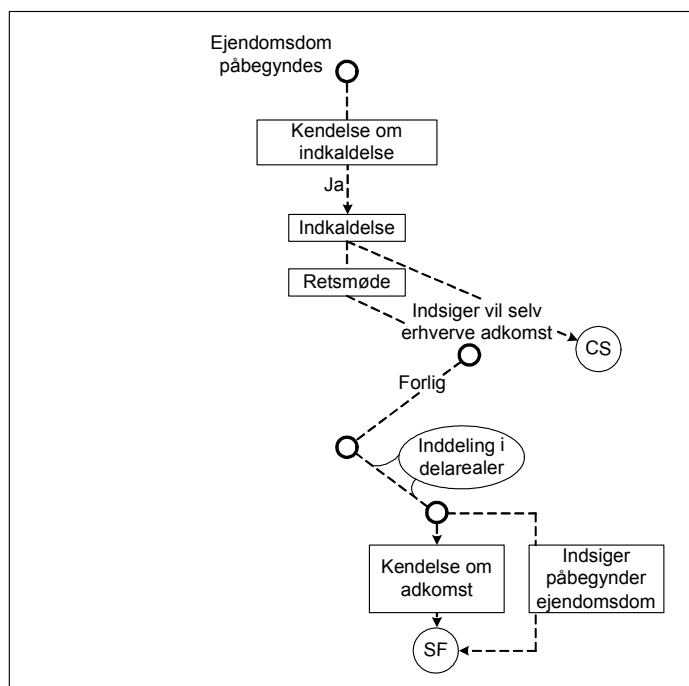 Ejendomsdom
påbegyndes
Kendelse om
indkaldelse
Ja
Indkaldelse
Retsmøde
Indsiger vil selv
erhverve adkomst
CS
Forlig
Inddeling i
delarealer
Kendelse om
adkomst
Indsiger
påbegynder
ejendomsdom
SF